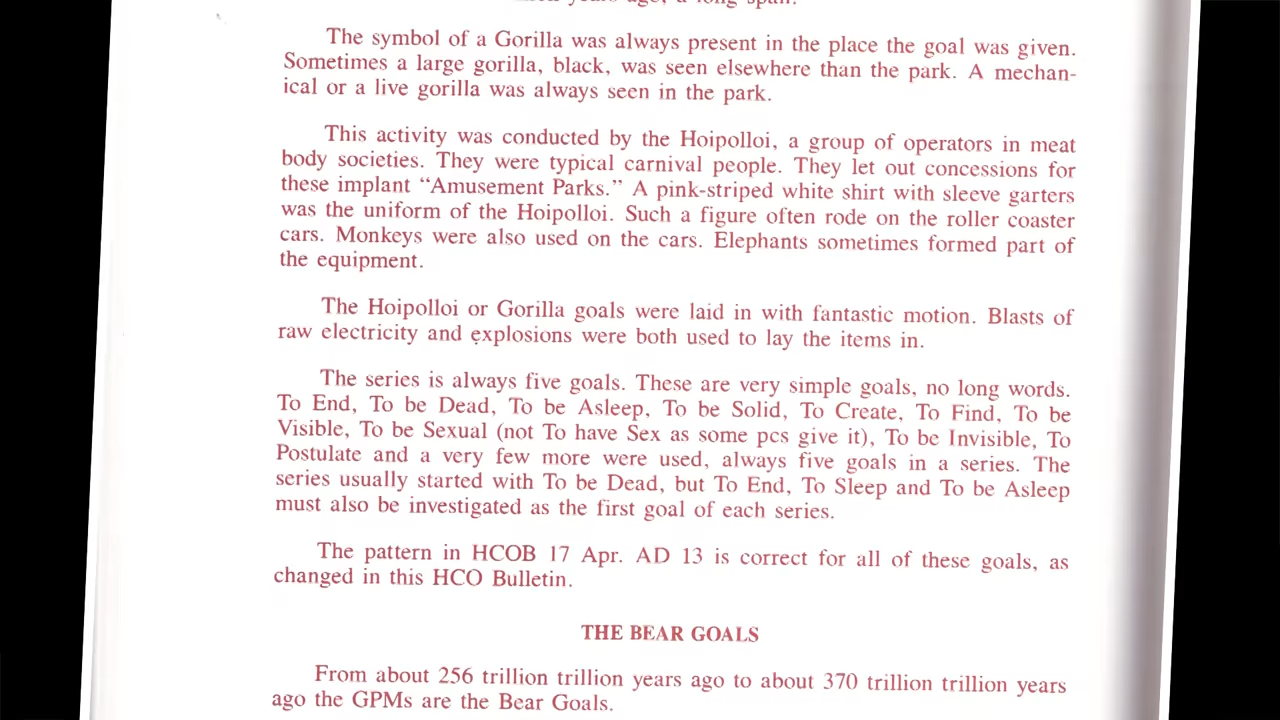 years ago, a long span.
The symbol of a Gorilla was always present in the place the goal was given.
Sometimes a large gorilla, black, was seen elsewhere than the park. A mechan-
ical or a live gorilla was always seen in the park.
This activity was conducted by the Hoipolloi, a group of operators in meat
body societies. They were typical carnival people. They let out concessions for
these implant “Amusement Parks.” A pink-striped white shirt with sleeve garters
was the uniform of the Hoipolloi. Such a figure often rode on the roller coaster
cars. Monkeys were also used on the cars. Elephants sometimes formed part of
the equipment.
The Hoipolloi or Gorilla goals were laid in with fantastic motion. Blasts of
raw electricity and explosions were both used to lay the items in.
The series is always five goals. These are very simple goals, no long words.
To End, To be Dead, To be Asleep, To be Solid, To Create, To Find, To be
Visible, To be Sexual (not To have Sex as some pcs give it), To be Invisible, To
Postulate and a very few more were used, always five goals in a series. The
series usually started with To be Dead, but To End, To Sleep and To be Asleep
must also be investigated as the first goal of each series.
The pattern in HCOB 17 Apr. AD 13 is correct for all of these goals, as
changed in this HCO Bulletin.
THE BEAR GOALS
From about 256 trillion trillion years ago to about 370 trillion trillion years
ago the GPMs are the Bear Goals.